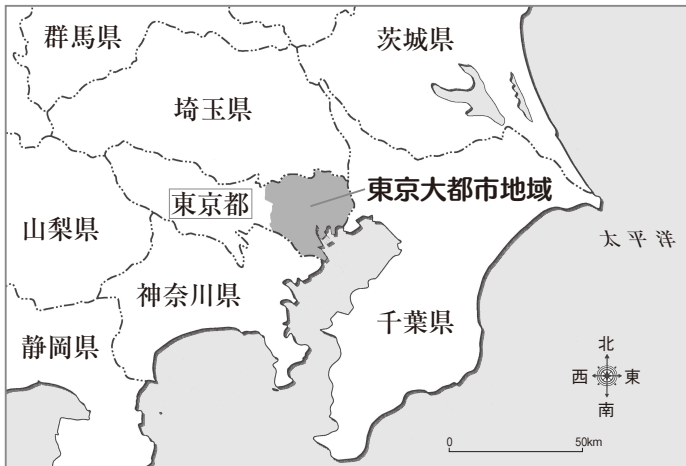 群馬県
茨城県
埼玉県
東京都
東京大都市地域
山梨県
太平洋
神奈川県
千葉県
静岡県
北
西 東
南
0 50km